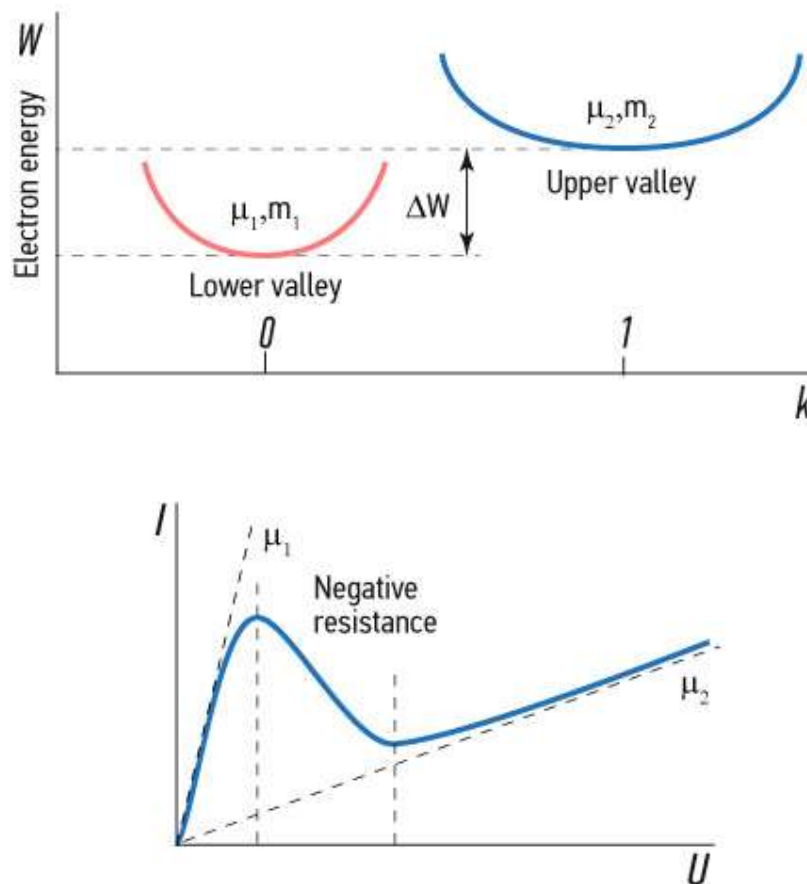 W
Electron energy
μ₂,m₂
Upper valley
ΔW
μ₁,m₁
Lower valley
0
1
k
I
μ₁
Negative
resistance
μ₂
U